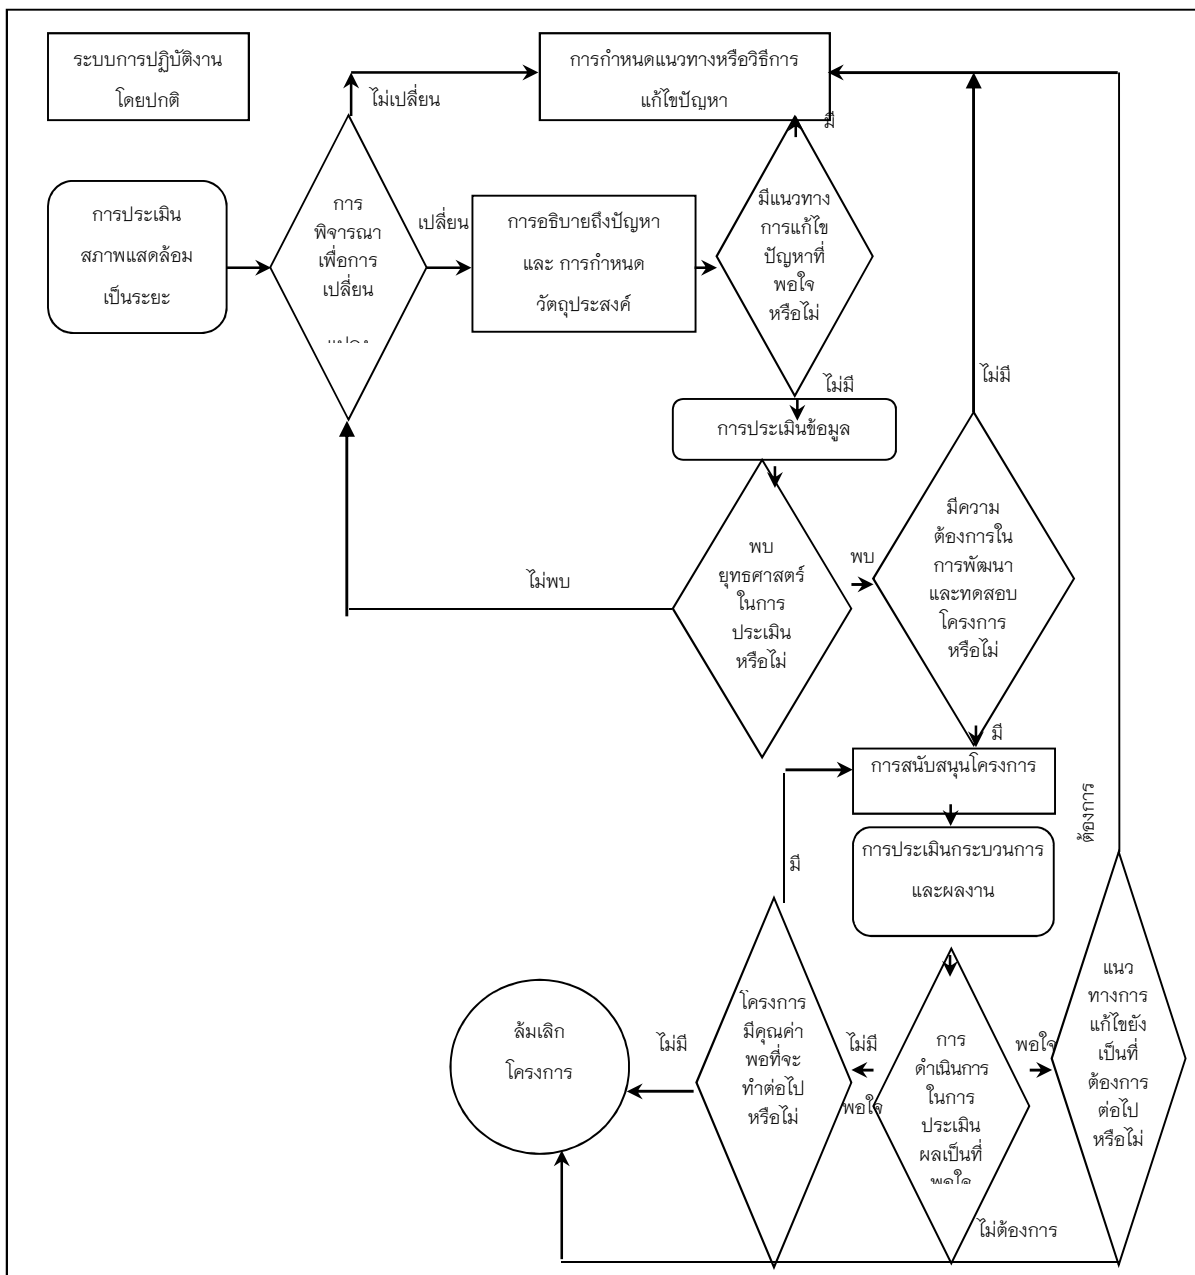 ระบบการปฏิบัติงาน
โดยปกติ
การกำหนดแนวทางหรือวิธีการ
แก้ไขปัญหา
ไม่เปลี่ยน
มี
การประเมิน
สภาพแสดล้อม
เป็นระยะ
การ
พิจารณา
เพื่อการ
เปลี่ยน
แปลง
เปลี่ยน
การอธิบายถึงปัญหา
และ การกำหนด
วัตถุประสงค์
มีแนวทาง
การแก้ไข
ปัญหาที่
พอใจ
หรือไม่
ไม่มี
ไม่มี
การประเมินข้อมูล
พบ
ยุทธศาสตร์
ในการ
ประเมิน
หรือไม่
ไม่พบ
พบ
มีความ
ต้องการใน
การพัฒนา
และทดสอบ
โครงการ
หรือไม่
มี
การสนับสนุนโครงการ
ต้องการ
การประเมินกระบวนการ
และผลงาน
มี
ล้มเลิก
โครงการ
ไม่มี
โครงการ
มีคุณค่า
พอที่จะ
ทำต่อไป
หรือไม่
ไม่มี
พอใจ
การ
ดำเนินการ
ในการ
ประเมิน
ผลเป็นที่
พอใจ
พอใจ
แนว
ทางการ
แก้ไขยัง
เป็นที่
ต้องการ
ต่อไป
หรือไม่
ไม่ต้องการ